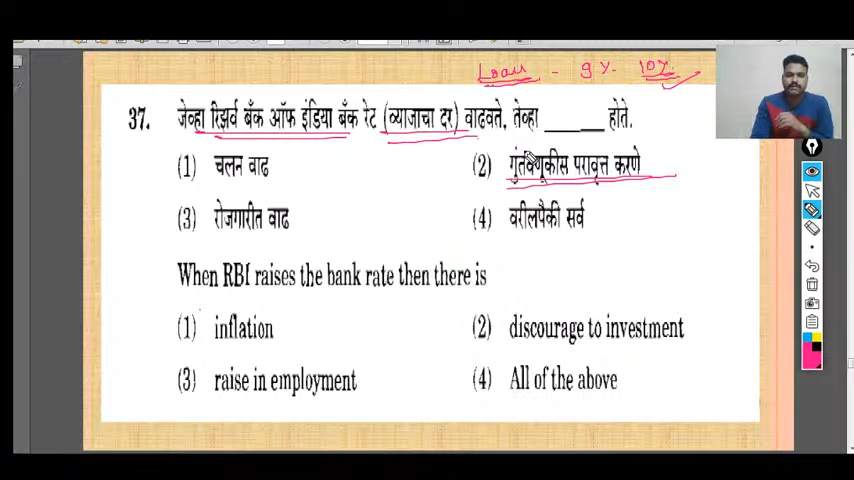 Loan - 9%. 10%.
37. जेव्हा रिझर्व बँक ऑफ इंडिया बँक रेट (व्याजाचा दर) वाढवते, तेव्हा ______ होते.
(1) चलन वाढ (2) गुंतवणूकीस परावृत्त करणे
(3) रोजगारीत वाढ (4) वरीलपैकी सर्व
When RBI raises the bank rate then there is
(1) inflation (2) discourage to investment
(3) raise in employment (4) All of the above